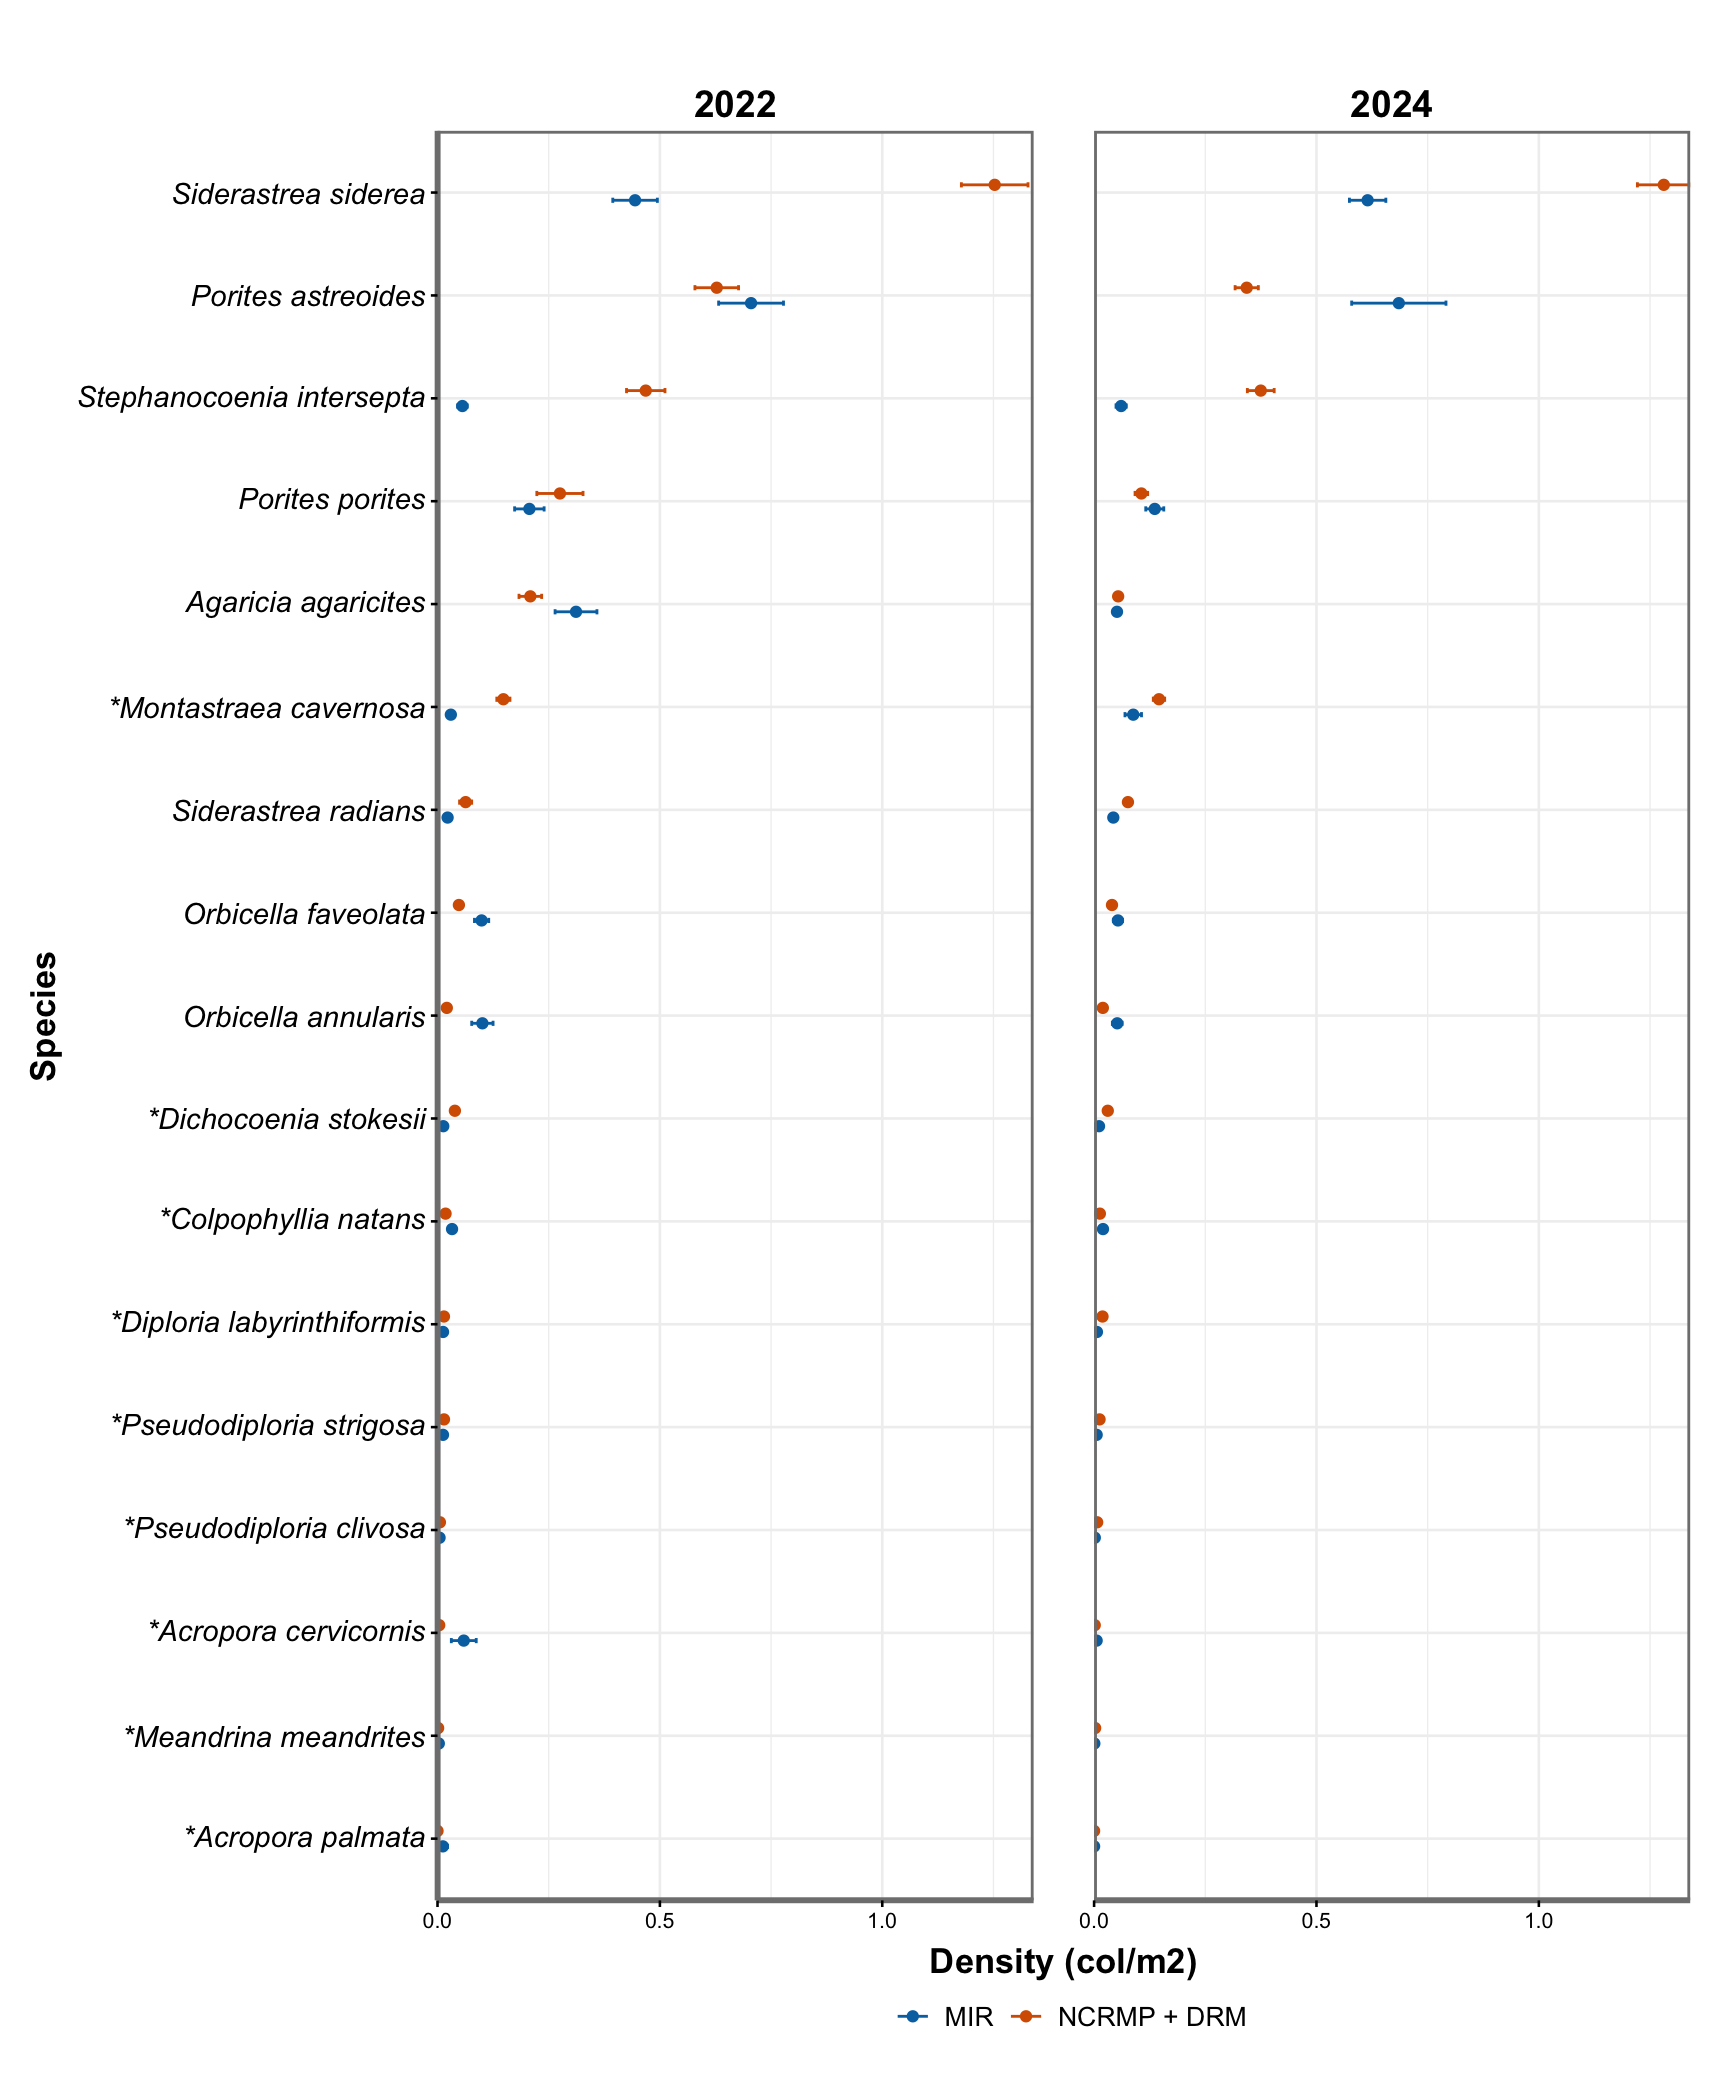 2022
2024
Siderastrea siderea
Porites astreoides
Stephanocoenia intersepta
Porites porites
Agaricia agaricites
*Montastraea cavernosa
Siderastrea radians
Orbicella faveolata
Orbicella annularis
*Dichocoenia stokesii
*Colpophyllia natans
*Diploria labyrinthiformis
*Pseudodiploria strigosa
*Pseudodiploria clivosa
*Acropora cervicornis
*Meandrina meandrites
*Acropora palmata
Species
0.0 0.5 1.0
0.0 0.5 1.0
Density (col/m2)
MIR NCRMP + DRM